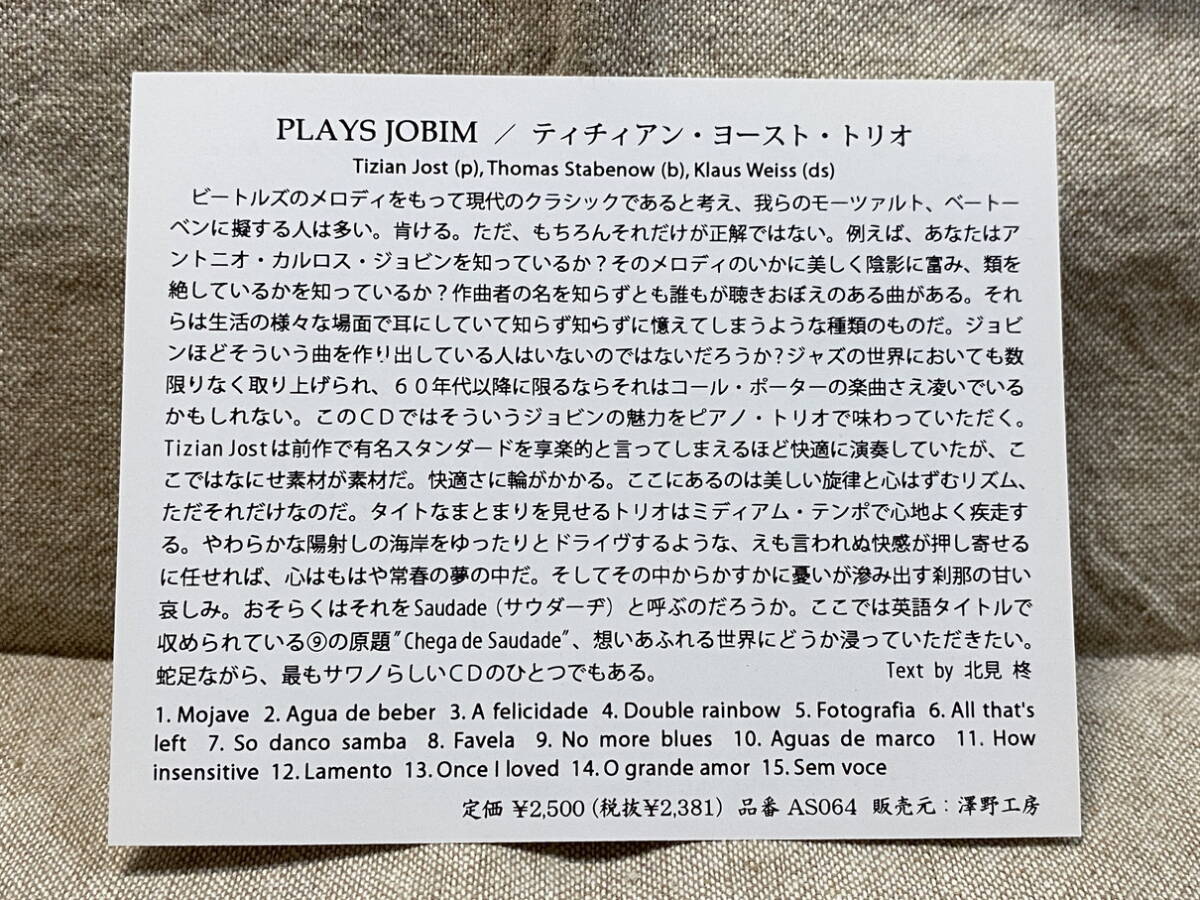 PLAYS JOBIM / ティチィアン・ヨースト・トリオ
Tizian Jost (p), Thomas Stabenow (b), Klaus Weiss (ds)
ビートルズのメロディをもって現代のクラシックであると考え、我らのモーツァルト、ベートー
ベンに擬する人は多い。肯ける。ただ、もちろんそれだけが正解ではない。例えば、あなたはア
ントニオ・カルロス・ジョビンを知っているか？そのメロディのいかに美しく陰影に富み、類を
絶しているかを知っているか？作曲者の名を知らずとも誰もが聴きおぼえのある曲がある。それ
らは生活の様々な場面で耳にしていて知らず知らずに憶えてしまうような種類のものだ。ジョビ
ンほどそういう曲を作り出している人はいないのではないだろうか？ジャズの世界においても数
限りなく取り上げられ、６０年代以降に限るならそれはコール・ポーターの楽曲さえ凌いでいる
かもしれない。このＣＤではそういうジョビンの魅力をピアノ・トリオで味わっていただく。
Tizian Jostは前作で有名スタンダードを享楽的と言ってしまえるほど快適に演奏していたが、こ
こではなにせ素材が素材だ。快適さに輪がかかる。ここにあるのは美しい旋律と心はずむリズム、
ただそれだけなのだ。タイトなまとまりを見せるトリオはミディアム・テンポで心地よく疾走す
る。やわらかな陽射しの海岸をゆったりとドライヴするような、えも言われぬ快感が押し寄せる
に任せれば、心はもはや常春の夢の中だ。そしてその中からかすかに憂いが滲み出す刹那の甘い
哀しみ。おそらくはそれをSaudade（サウダーヂ）と呼ぶのだろうか。ここでは英語タイトルで
収められている⑨の原題"Chega de Saudade"、想いあふれる世界にどうか浸っていただきたい。
蛇足ながら、最もサワノらしいＣＤのひとつでもある。 Text by 北見 柊
1. Mojave 2. Agua de beber 3. A felicidade 4. Double rainbow 5. Fotografia 6. All that's
left 7. So danco samba 8. Favela 9. No more blues 10. Aguas de marco 11. How
insensitive 12. Lamento 13. Once I loved 14. O grande amor 15. Sem voce
定価 ¥2,500 (税抜¥2,381) 品番 AS064 販売元：澤野工房